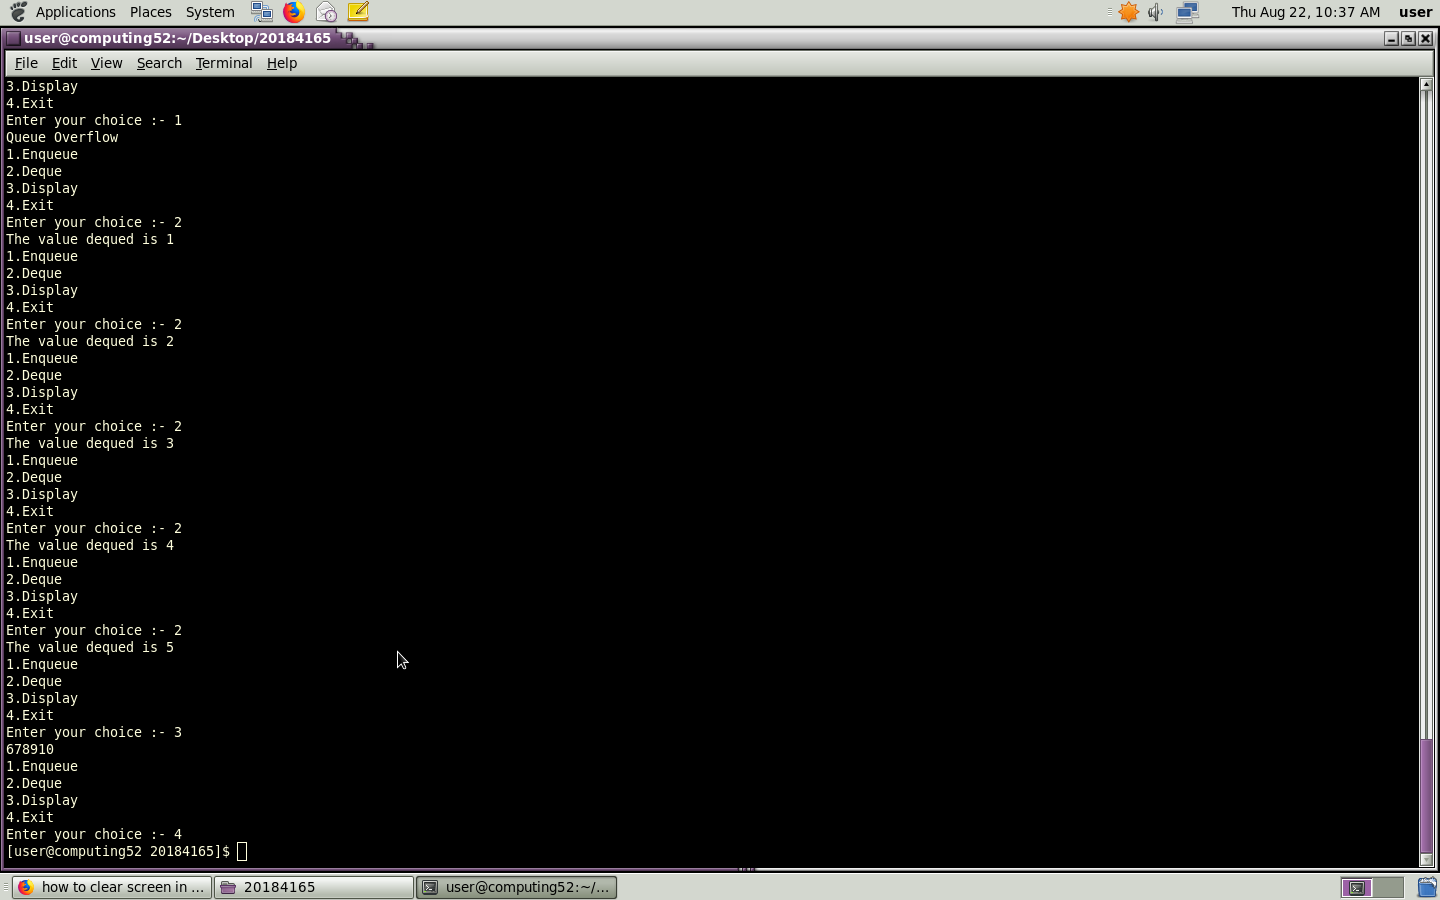 Applications Places System Thu Aug 22, 10:37 AM user
user@computing52:~/Desktop/20184165
File Edit View Search Terminal Help
3.Display
4.Exit
Enter your choice :- 1
Queue Overflow
1.Enqueue
2.Deque
3.Display
4.Exit
Enter your choice :- 2
The value dequed is 1
1.Enqueue
2.Deque
3.Display
4.Exit
Enter your choice :- 2
The value dequed is 2
1.Enqueue
2.Deque
3.Display
4.Exit
Enter your choice :- 2
The value dequed is 3
1.Enqueue
2.Deque
3.Display
4.Exit
Enter your choice :- 2
The value dequed is 4
1.Enqueue
2.Deque
3.Display
4.Exit
Enter your choice :- 2
The value dequed is 5
1.Enqueue
2.Deque
3.Display
4.Exit
Enter your choice :- 3
678910
1.Enqueue
2.Deque
3.Display
4.Exit
Enter your choice :- 4
[user@computing52 20184165]$
how to clear screen in ... 20184165 user@computing52:~/...